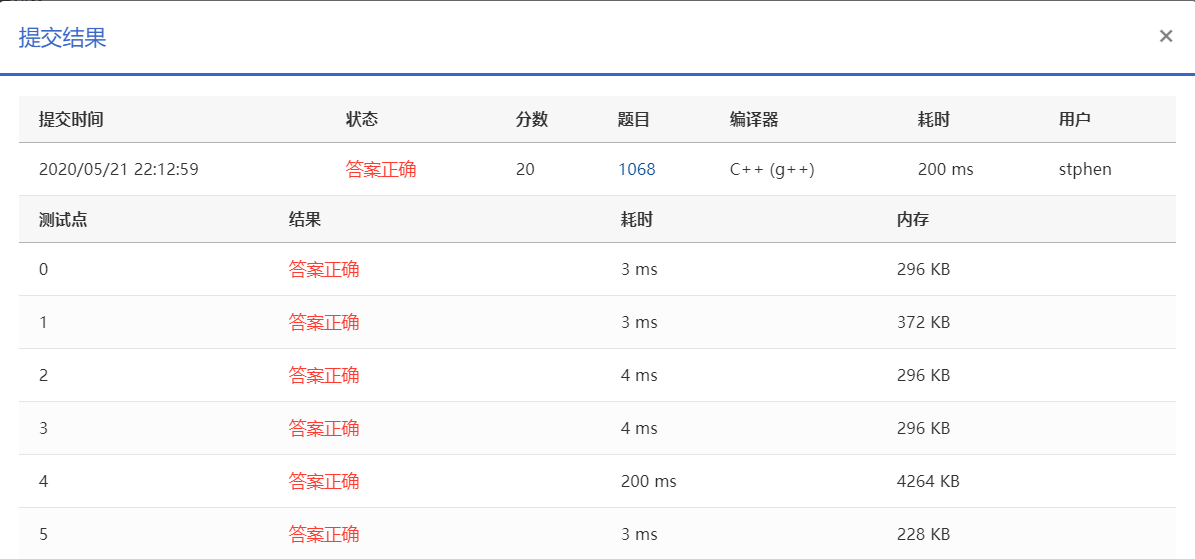 提交结果 ×
提交时间 状态 分数 题目 编译器 耗时 用户
2020/05/21 22:12:59 答案正确 20 1068 C++ (g++) 200 ms stphen
测试点 结果 耗时 内存
0 答案正确 3 ms 296 KB
1 答案正确 3 ms 372 KB
2 答案正确 4 ms 296 KB
3 答案正确 4 ms 296 KB
4 答案正确 200 ms 4264 KB
5 答案正确 3 ms 228 KB